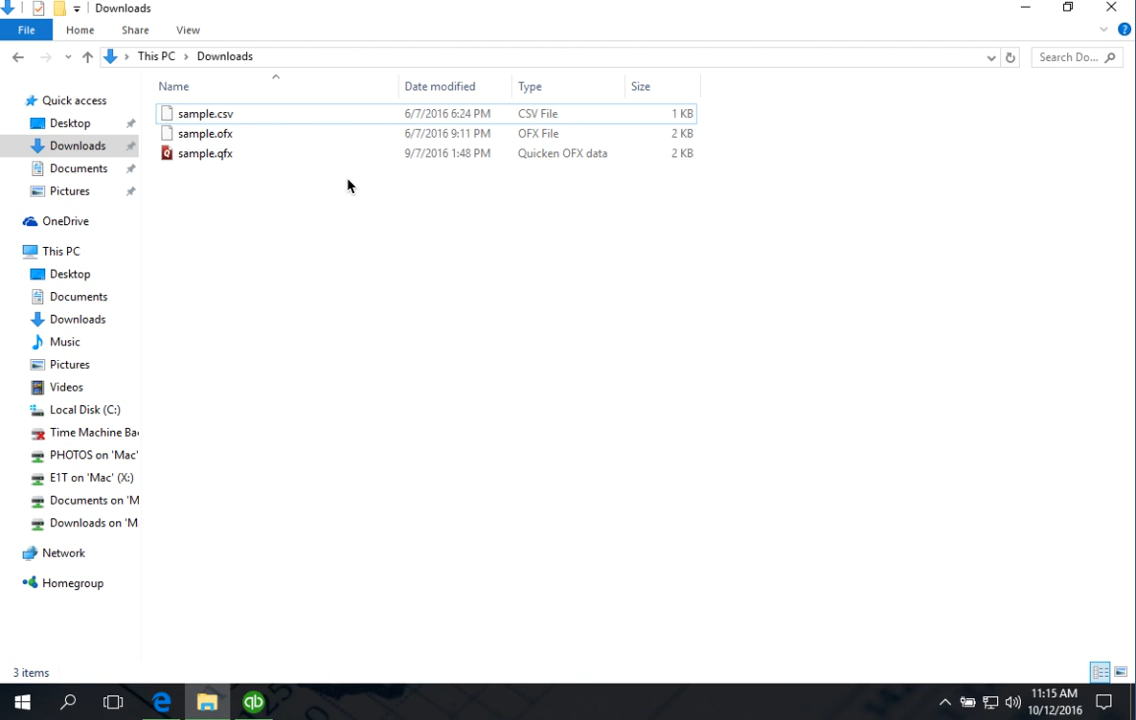 Downloads
File Home Share View
This PC Downloads Search Do...
Name Date modified Type Size
Quick access
sample.csv 6/7/2016 6:24 PM CSV File 1 KB
Desktop
sample.ofx 6/7/2016 9:11 PM OFX File 2 KB
Downloads
sample.qfx 9/7/2016 1:48 PM Quicken OFX data 2 KB
Documents
Pictures
OneDrive
This PC
Desktop
Documents
Downloads
Music
Pictures
Videos
Local Disk (C:)
Time Machine Ba
PHOTOS on 'Mac'
E1T on 'Mac' (X:)
Documents on 'M
Downloads on 'M
Network
Homegroup
3 items
qb
11:15 AM
10/12/2016